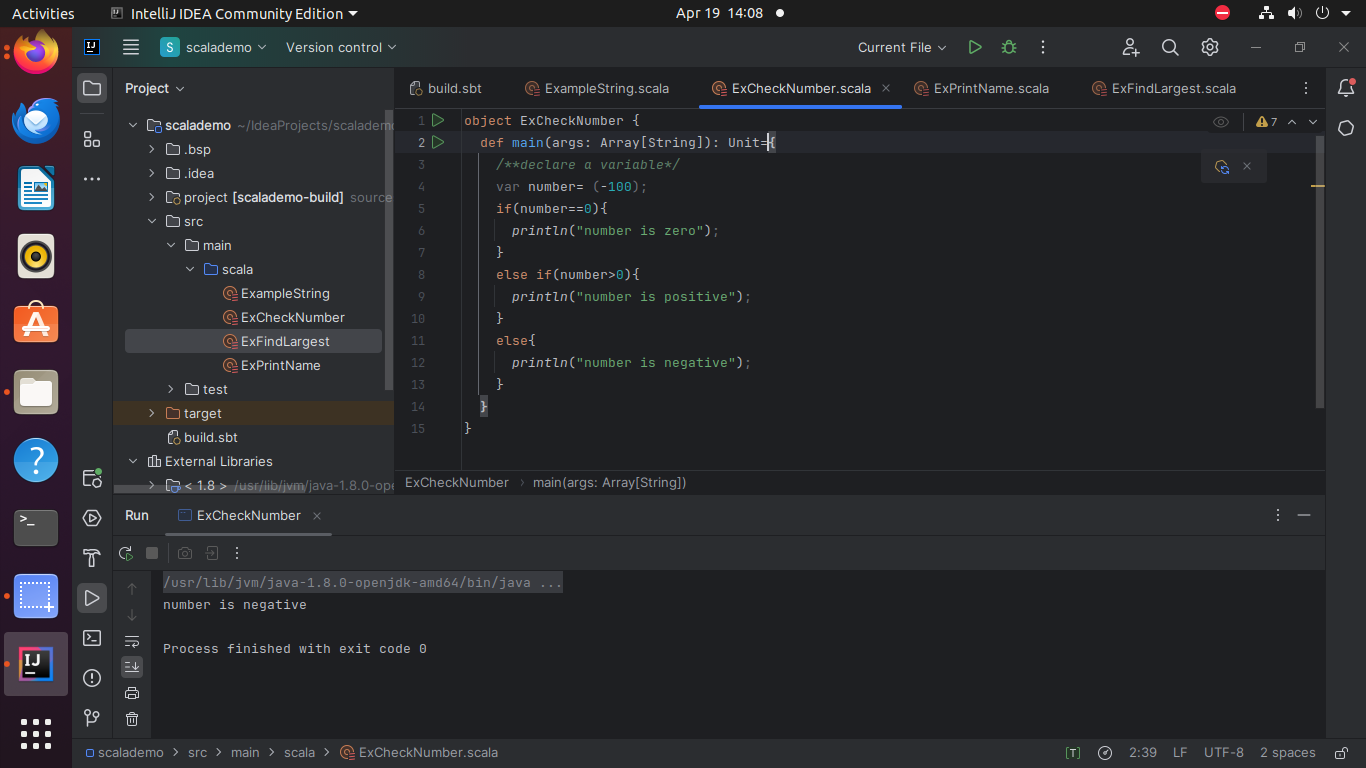 Activities IntelliJ IDEA Community Edition Apr 19 14:08
S scalademo Version control Current File
Project
build.sbt ExampleString.scala ExCheckNumber.scala ExPrintName.scala ExFindLargest.scala
scalademo ~/IdeaProjects/scalademo
.bsp
.idea
project [scalademo-build] source
src
main
scala
ExampleString
ExCheckNumber
ExFindLargest
ExPrintName
test
target
build.sbt
External Libraries
< 1.8 > /usr/lib/jvm/java-1.8.0-ope
7
1 object ExCheckNumber {
2 def main(args: Array[String]): Unit={
3 /**declare a variable*/
4 var number= (-100);
5 if(number==0){
6 println("number is zero");
7 }
8 else if(number>0){
9 println("number is positive");
10 }
11 else{
12 println("number is negative");
13 }
14 }
15 }
ExCheckNumber main(args: Array[String])
Run ExCheckNumber
/usr/lib/jvm/java-1.8.0-openjdk-amd64/bin/java ...
number is negative
Process finished with exit code 0
scalademo src main scala ExCheckNumber.scala [T] 2:39 LF UTF-8 2 spaces